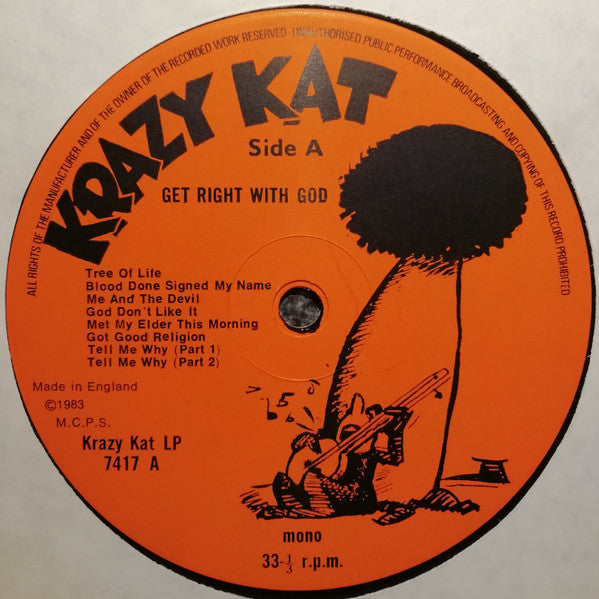 ALL RIGHTS OF THE MANUFACTURER AND OF THE OWNER OF THE RECORDED WORK RESERVED · UNAUTHORISED PUBLIC PERFORMANCE BROADCASTING AND COPYING OF THIS RECORD PROHIBITED
KRAZY KAT
Side A
GET RIGHT WITH GOD
Tree Of Life
Blood Done Signed My Name
Me And The Devil
God Don't Like It
Met My Elder This Morning
Got Good Religion
Tell Me Why (Part 1)
Tell Me Why (Part 2)
Made in England
©1983
M.C.P.S.
Krazy Kat LP
7417 A
mono
33-⅓ r.p.m.